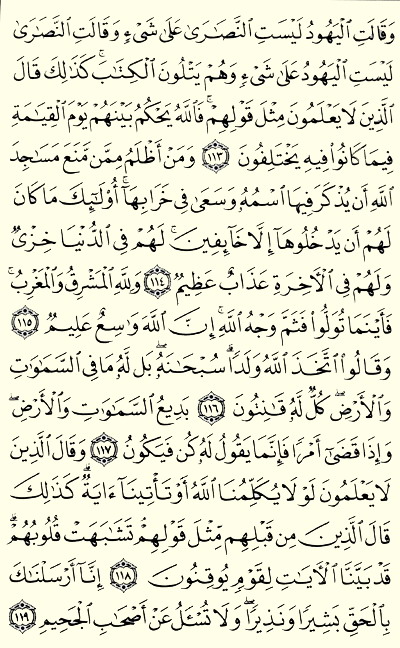 وَقَالَتِ ٱلْيَهُودُ لَيْسَتِ ٱلنَّصَٰرَىٰ عَلَىٰ شَىْءٍ وَقَالَتِ ٱلنَّصَٰرَىٰ
لَيْسَتِ ٱلْيَهُودُ عَلَىٰ شَىْءٍ وَهُمْ يَتْلُونَ ٱلْكِتَٰبَ ۗ كَذَٰلِكَ قَالَ
ٱلَّذِينَ لَا يَعْلَمُونَ مِثْلَ قَوْلِهِمْ ۚ فَٱللَّهُ يَحْكُمُ بَيْنَهُمْ يَوْمَ ٱلْقِيَٰمَةِ
فِيمَا كَانُوا۟ فِيهِ يَخْتَلِفُونَ ١١٣ وَمَنْ أَظْلَمُ مِمَّن مَّنَعَ مَسَٰجِدَ
ٱللَّهِ أَن يُذْكَرَ فِيهَا ٱسْمُهُۥ وَسَعَىٰ فِى خَرَابِهَآ ۚ أُو۟لَٰٓئِكَ مَا كَانَ
لَهُمْ أَن يَدْخُلُوهَآ إِلَّا خَآئِفِينَ ۚ لَهُمْ فِى ٱلدُّنْيَا خِزْىٌ
وَلَهُمْ فِى ٱلْءَاخِرَةِ عَذَابٌ عَظِيمٌ ١١٤ وَلِلَّهِ ٱلْمَشْرِقُ وَٱلْمَغْرِبُ ۚ
فَأَيْنَمَا تُوَلُّوا۟ فَثَمَّ وَجْهُ ٱللَّهِ ۚ إِنَّ ٱللَّهَ وَٰسِعٌ عَلِيمٌ ١١٥
وَقَالُوا۟ ٱتَّخَذَ ٱللَّهُ وَلَدًا ۗ سُبْحَٰنَهُۥ ۖ بَل لَّهُۥ مَا فِى ٱلسَّمَٰوَٰتِ
وَٱلْأَرْضِ ۖ كُلٌّ لَّهُۥ قَٰنِتُونَ ١١٦ بَدِيعُ ٱلسَّمَٰوَٰتِ وَٱلْأَرْضِ ۖ
وَإِذَا قَضَىٰٓ أَمْرًا فَإِنَّمَا يَقُولُ لَهُۥ كُن فَيَكُونُ ١١٧ وَقَالَ ٱلَّذِينَ
لَا يَعْلَمُونَ لَوْلَا يُكَلِّمُنَا ٱللَّهُ أَوْ تَأْتِينَآ ءَايَةٌ ۗ كَذَٰلِكَ
قَالَ ٱلَّذِينَ مِن قَبْلِهِم مِّثْلَ قَوْلِهِمْ ۘ تَشَٰبَهَتْ قُلُوبُهُمْ ۗ
قَدْ بَيَّنَّا ٱلْءَايَٰتِ لِقَوْمٍ يُوقِنُونَ ١١٨ إِنَّآ أَرْسَلْنَٰكَ
بِٱلْحَقِّ بَشِيرًا وَنَذِيرًا ۖ وَلَا تُسْـَٔلُ عَنْ أَصْحَٰبِ ٱلْجَحِيمِ ١١٩